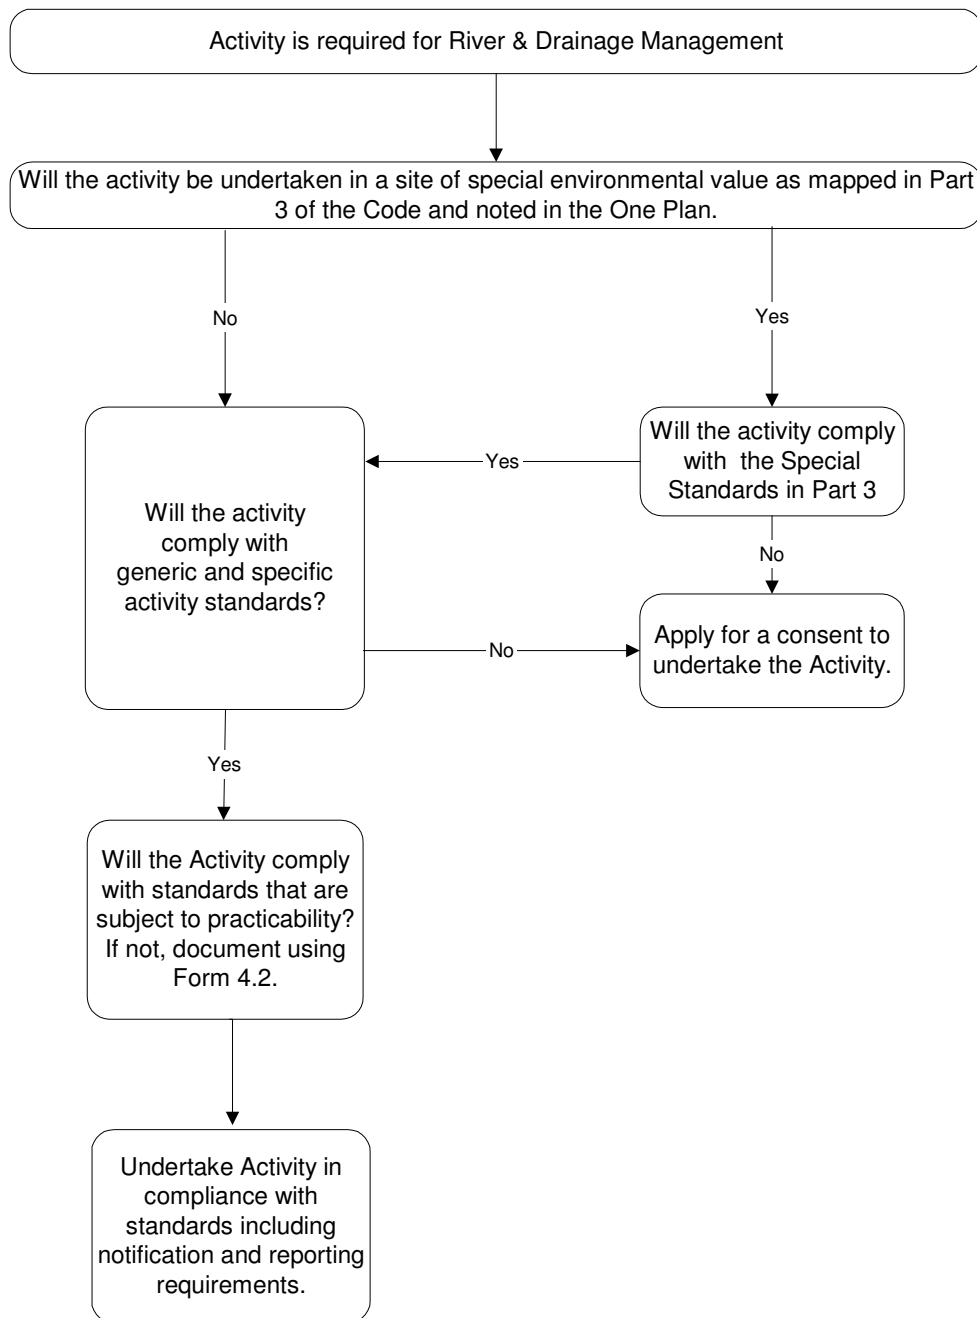 Activity is required for River & Drainage Management
Will the activity be undertaken in a site of special environmental value as mapped in Part
3 of the Code and noted in the One Plan.
No
Yes
Will the activity comply
with the Special
Standards in Part 3
Yes
Will the activity
comply with
generic and specific
activity standards?
No
No
Apply for a consent to
undertake the Activity.
Yes
Will the Activity comply
with standards that are
subject to practicability?
If not, document using
Form 4.2.
Undertake Activity in
compliance with
standards including
notification and reporting
requirements.